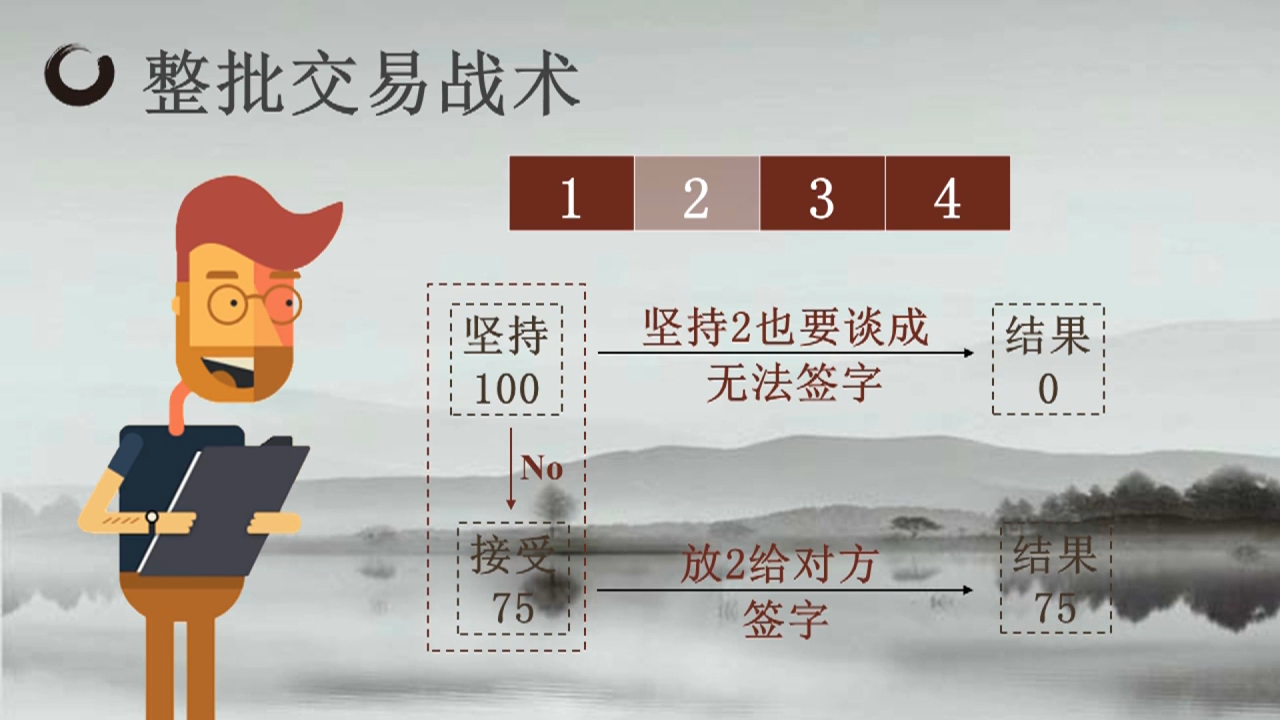 整批交易战术
1 2 3 4
坚持
100
坚持2也要谈成
无法签字
结果
0
No
接受
75
放2给对方
签字
结果
75